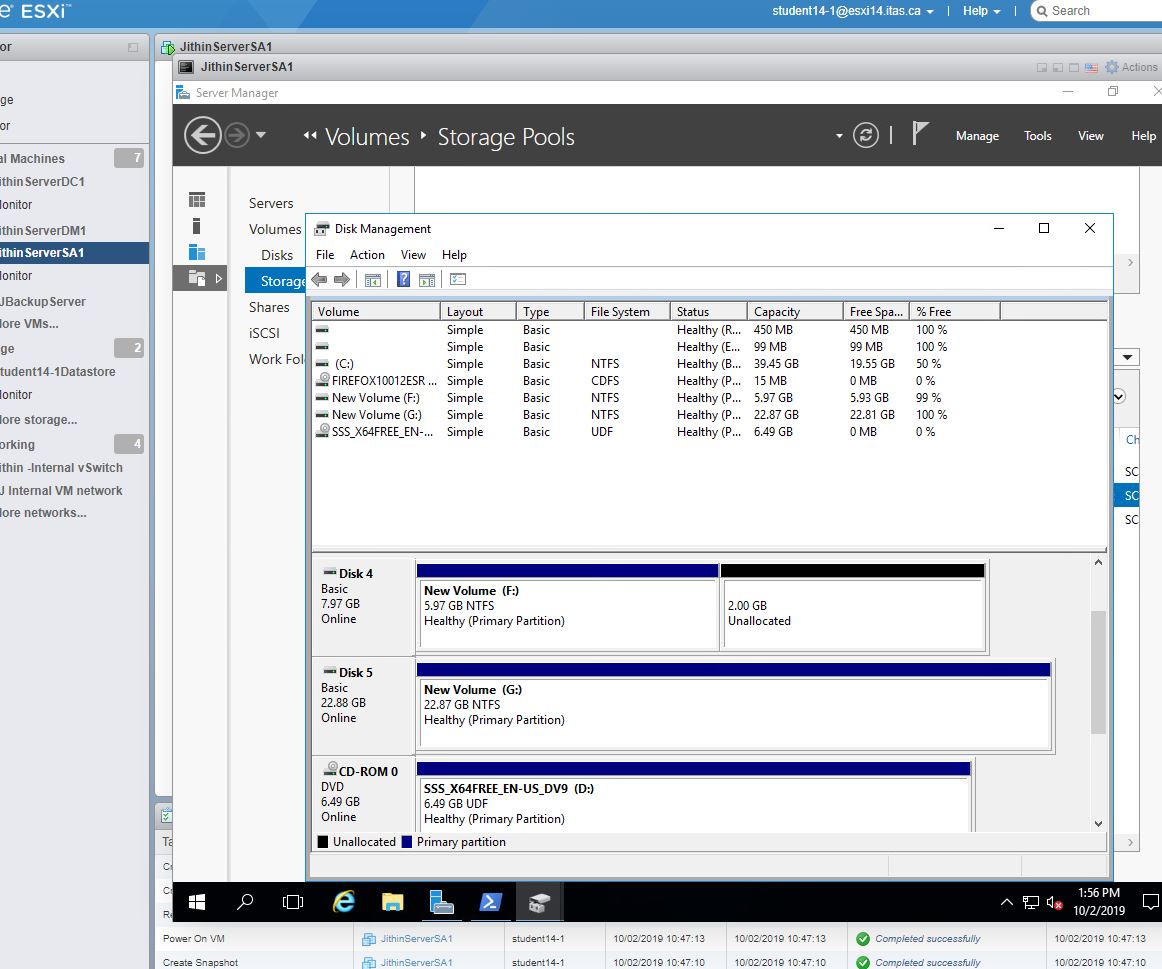 e® ESXi™ student14-1@esxi14.itas.ca Help Search
or JithinServerSA1
JithinServerSA1 Actions
Server Manager
ge
or
Volumes Storage Pools Manage Tools View Help
al Machines 7
ithinServerDC1
onitor
ithinServerDM1
ithinServerSA1
onitor
JBackupServer
ore VMs...
ge 2
tudent14-1Datastore
onitor
ore storage...
orking 4
ithin -Internal vSwitch
J Internal VM network
ore networks...
Servers
Volumes
Disks
Storage
Shares
iSCSI
Work Fol
Disk Management
File Action View Help
Volume Layout Type File System Status Capacity Free Spa... % Free
Simple Basic Healthy (R... 450 MB 450 MB 100 %
Simple Basic Healthy (E... 99 MB 99 MB 100 %
(C:) Simple Basic NTFS Healthy (B... 39.45 GB 19.55 GB 50 %
FIREFOX10012ESR ... Simple Basic CDFS Healthy (P... 15 MB 0 MB 0 %
New Volume (F:) Simple Basic NTFS Healthy (P... 5.97 GB 5.93 GB 99 %
New Volume (G:) Simple Basic NTFS Healthy (P... 22.87 GB 22.81 GB 100 %
SSS_X64FREE_EN-... Simple Basic UDF Healthy (P... 6.49 GB 0 MB 0 %
Ch
SC
SC
SC
Disk 4
Basic
7.97 GB
Online
New Volume (F:)
5.97 GB NTFS
Healthy (Primary Partition)
2.00 GB
Unallocated
Disk 5
Basic
22.88 GB
Online
New Volume (G:)
22.87 GB NTFS
Healthy (Primary Partition)
CD-ROM 0
DVD
6.49 GB
Online
SSS_X64FREE_EN-US_DV9 (D:)
6.49 GB UDF
Healthy (Primary Partition)
Unallocated Primary partition
Ta
Cr
Cr
Re
1:56 PM
10/2/2019
Power On VM JithinServerSA1 student14-1 10/02/2019 10:47:13 10/02/2019 10:47:13 Completed successfully 10/02/2019 10:47:13
Create Snapshot JithinServerSA1 student14-1 10/02/2019 10:47:10 10/02/2019 10:47:10 Completed successfully 10/02/2019 10:47:10